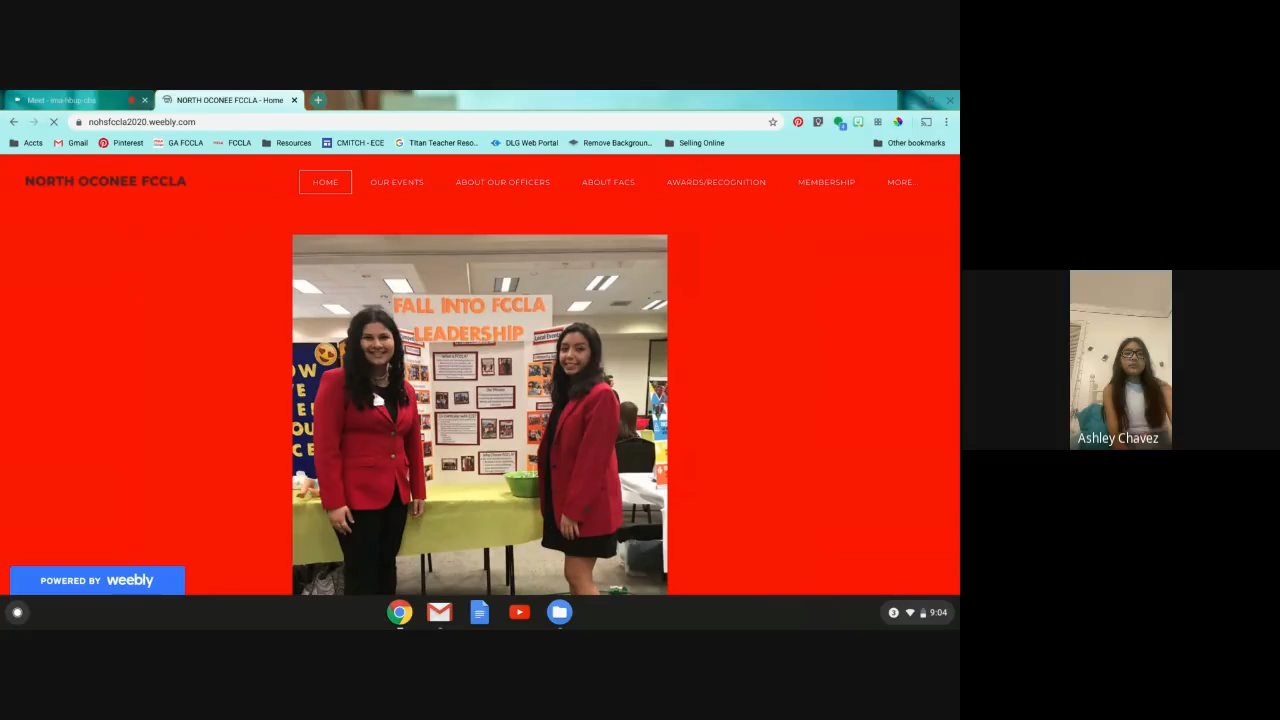 NORTH OCONEE FCCLA - Home
nohsfccla2020.weebly.com
Accts Gmail Pinterest GA FCCLA FCCLA Resources CMITCH - ECE TItan Teacher Reso... DLG Web Portal Remove Backgroun... Selling Online Other bookmarks
NORTH OCONEE FCCLA HOME OUR EVENTS ABOUT OUR OFFICERS ABOUT FACS AWARDS/RECOGNITION MEMBERSHIP MORE...
FALL INTO FCCLA
LEADERSHIP
POWERED BY weebly
9:04
Ashley Chavez